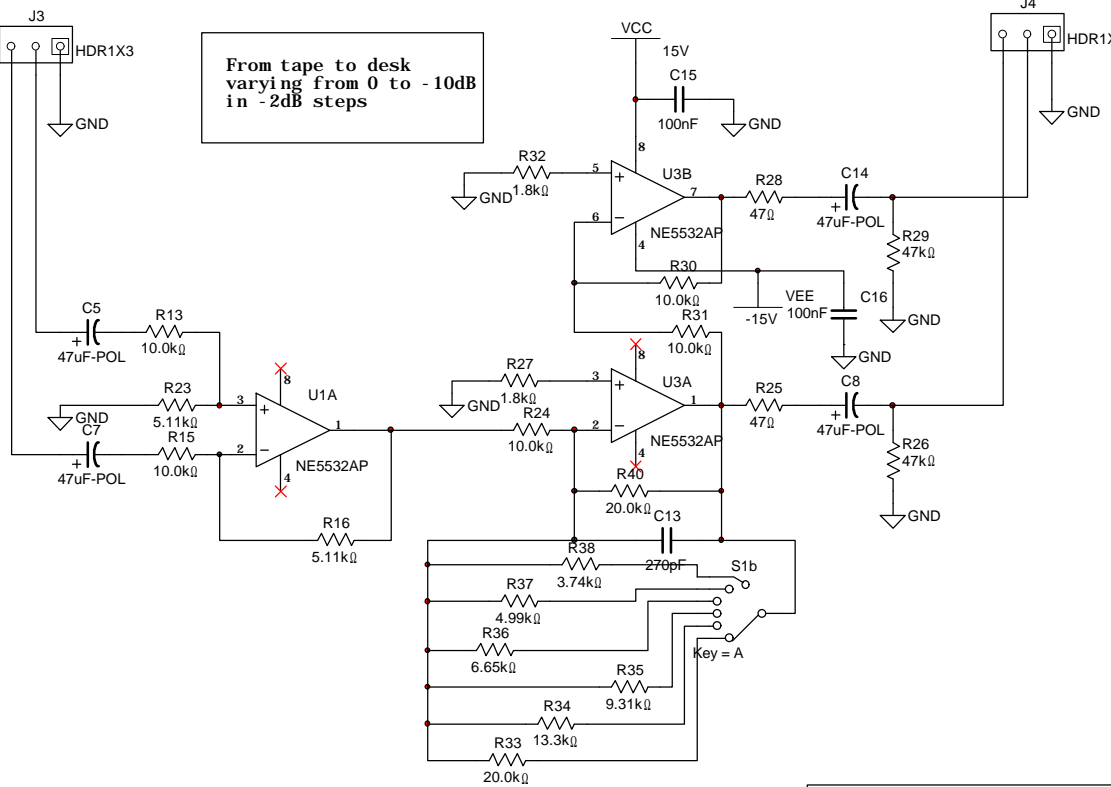 J3
HDR1X3
GND
From tape to desk
varying from 0 to -10dB
in -2dB steps
VCC
15V
C15
100nF
GND
J4
HDR1X
GND
R32
1.8kΩ
GND
5
6
8
7
4
U3B
NE5532AP
R28
47Ω
C14
+
47uF-POL
R29
47kΩ
GND
R30
10.0kΩ
R31
10.0kΩ
VEE
-15V
100nF
C16
GND
C5
+
47uF-POL
R13
10.0kΩ
R23
5.11kΩ
GND
C7
+
47uF-POL
R15
10.0kΩ
3
2
8
1
4
U1A
NE5532AP
R16
5.11kΩ
R27
1.8kΩ
GND
R24
10.0kΩ
3
2
8
1
4
U3A
NE5532AP
R25
47Ω
C8
+
47uF-POL
R26
47kΩ
GND
R40
20.0kΩ
C13
270pF
R38
3.74kΩ
S1b
R37
4.99kΩ
R36
6.65kΩ
Key = A
R35
9.31kΩ
R34
13.3kΩ
R33
20.0kΩ